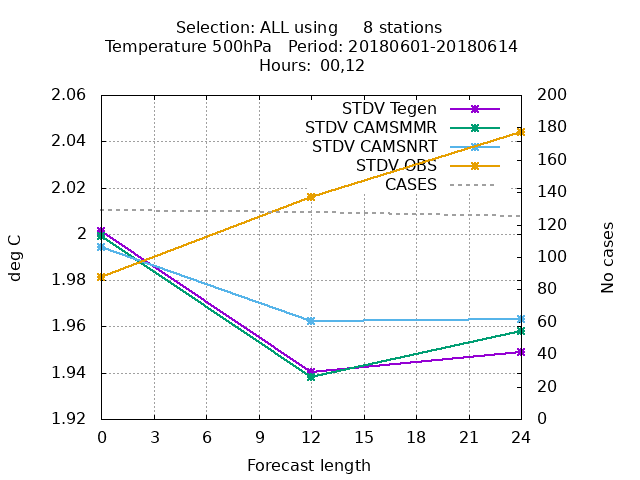 Selection: ALL using     8 stations
Temperature 500hPa   Period: 20180601-20180614
Hours: 00,12
STDV Tegen
STDV CAMSMMR
STDV CAMSNRT
STDV OBS
CASES
2.06
2.04
2.02
2
1.98
1.96
1.94
1.92
200
180
160
140
120
100
80
60
40
20
0
deg C
No cases
0 3 6 9 12 15 18 21 24
Forecast length